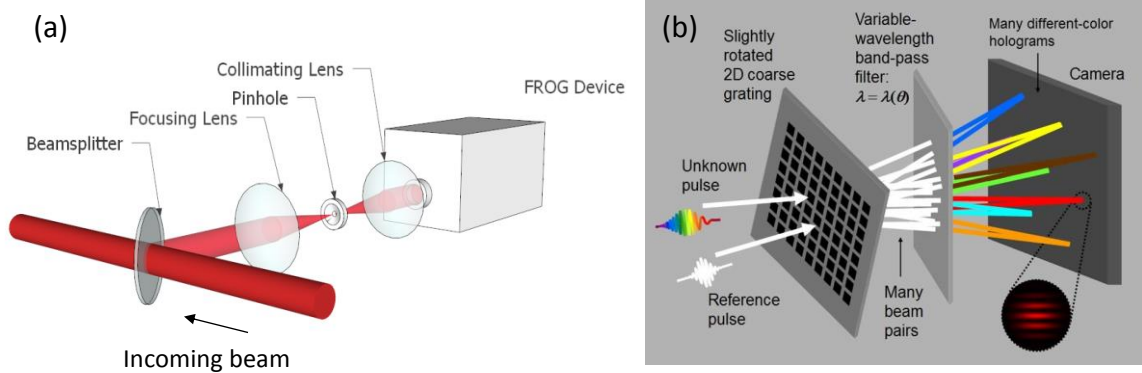 (a)
Collimating Lens
Pinhole
Focusing Lens
Beamsplitter
FROG Device
Incoming beam
(b)
Slightly
rotated
2D coarse
grating
Variable-
wavelength
band-pass
filter:
λ = λ(θ)
Many different-color
holograms
Camera
Unknown
pulse
Reference
pulse
Many
beam
pairs